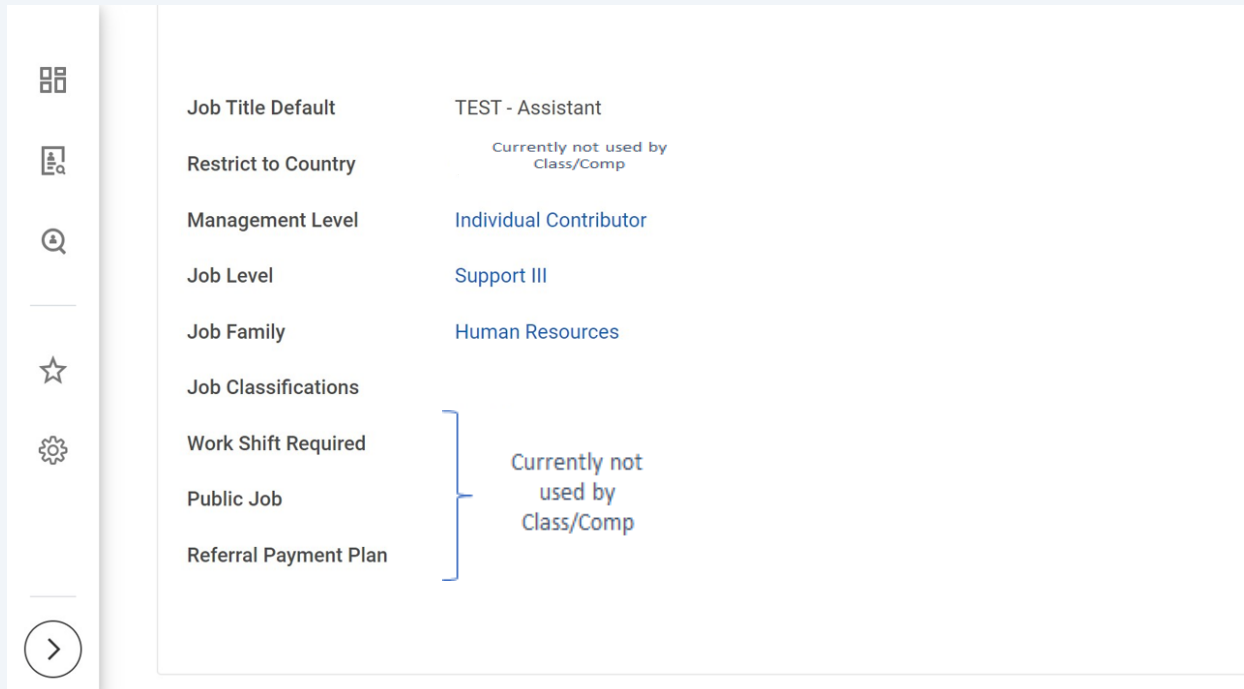 Job Title Default TEST - Assistant
Restrict to Country Currently not used by
Class/Comp
Management Level Individual Contributor
Job Level Support III
Job Family Human Resources
Job Classifications
Work Shift Required
Public Job
Referral Payment Plan
Currently not
used by
Class/Comp